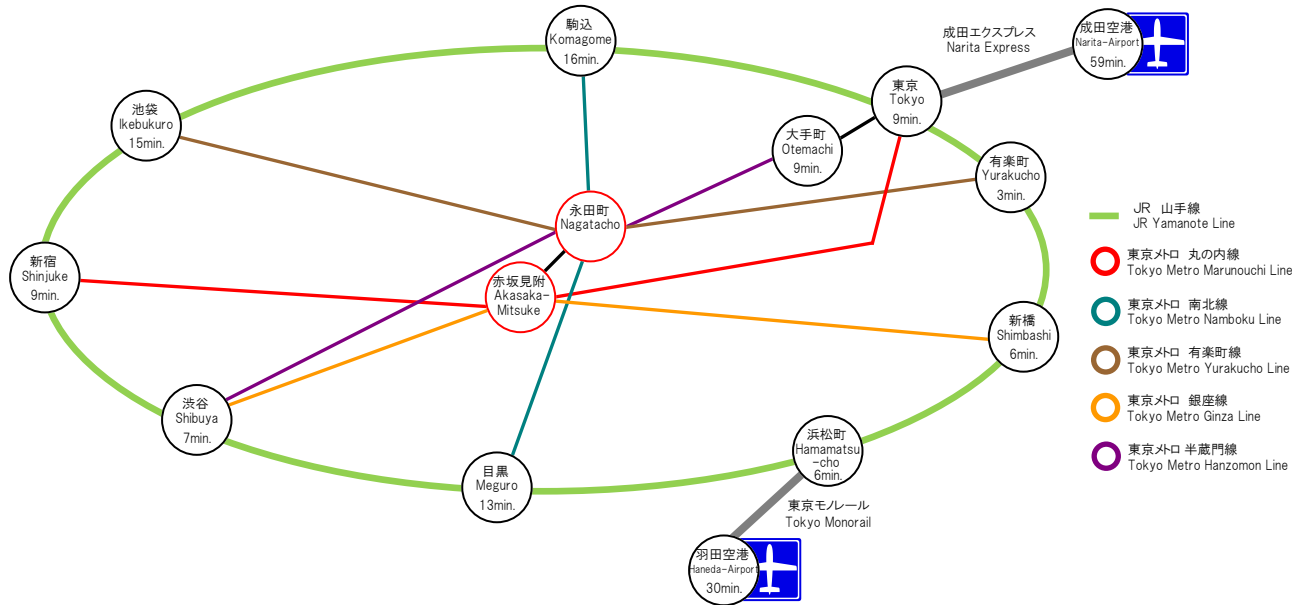 駒込
Komagome
16min.
成田エクスプレス
Narita Express
成田空港
Narita-Airport
59min.
東京
Tokyo
9min.
池袋
Ikebukuro
15min.
大手町
Otemachi
9min.
有楽町
Yurakucho
3min.
永田町
Nagatacho
新宿
Shinjuke
9min.
赤坂見附
Akasaka-
Mitsuke
新橋
Shimbashi
6min.
渋谷
Shibuya
7min.
目黒
Meguro
13min.
浜松町
Hamamatsu
-cho
6min.
東京モノレール
Tokyo Monorail
羽田空港
Haneda-Airport
30min.
JR 山手線
JR Yamanote Line
東京メトロ 丸の内線
Tokyo Metro Marunouchi Line
東京メトロ 南北線
Tokyo Metro Namboku Line
東京メトロ 有楽町線
Tokyo Metro Yurakucho Line
東京メトロ 銀座線
Tokyo Metro Ginza Line
東京メトロ 半蔵門線
Tokyo Metro Hanzomon Line